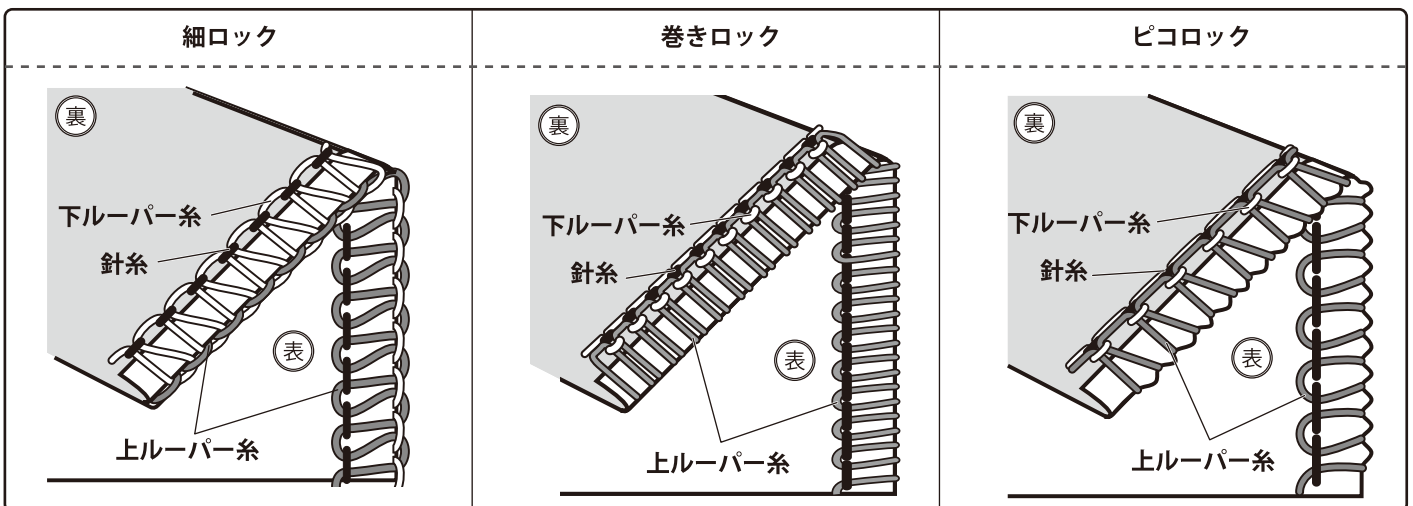 細ロック
巻きロック
ピコロック
裏
下ルーパー糸
針糸
表
上ルーパー糸
裏
下ルーパー糸
針糸
表
上ルーパー糸
裏
下ルーパー糸
針糸
表
上ルーパー糸